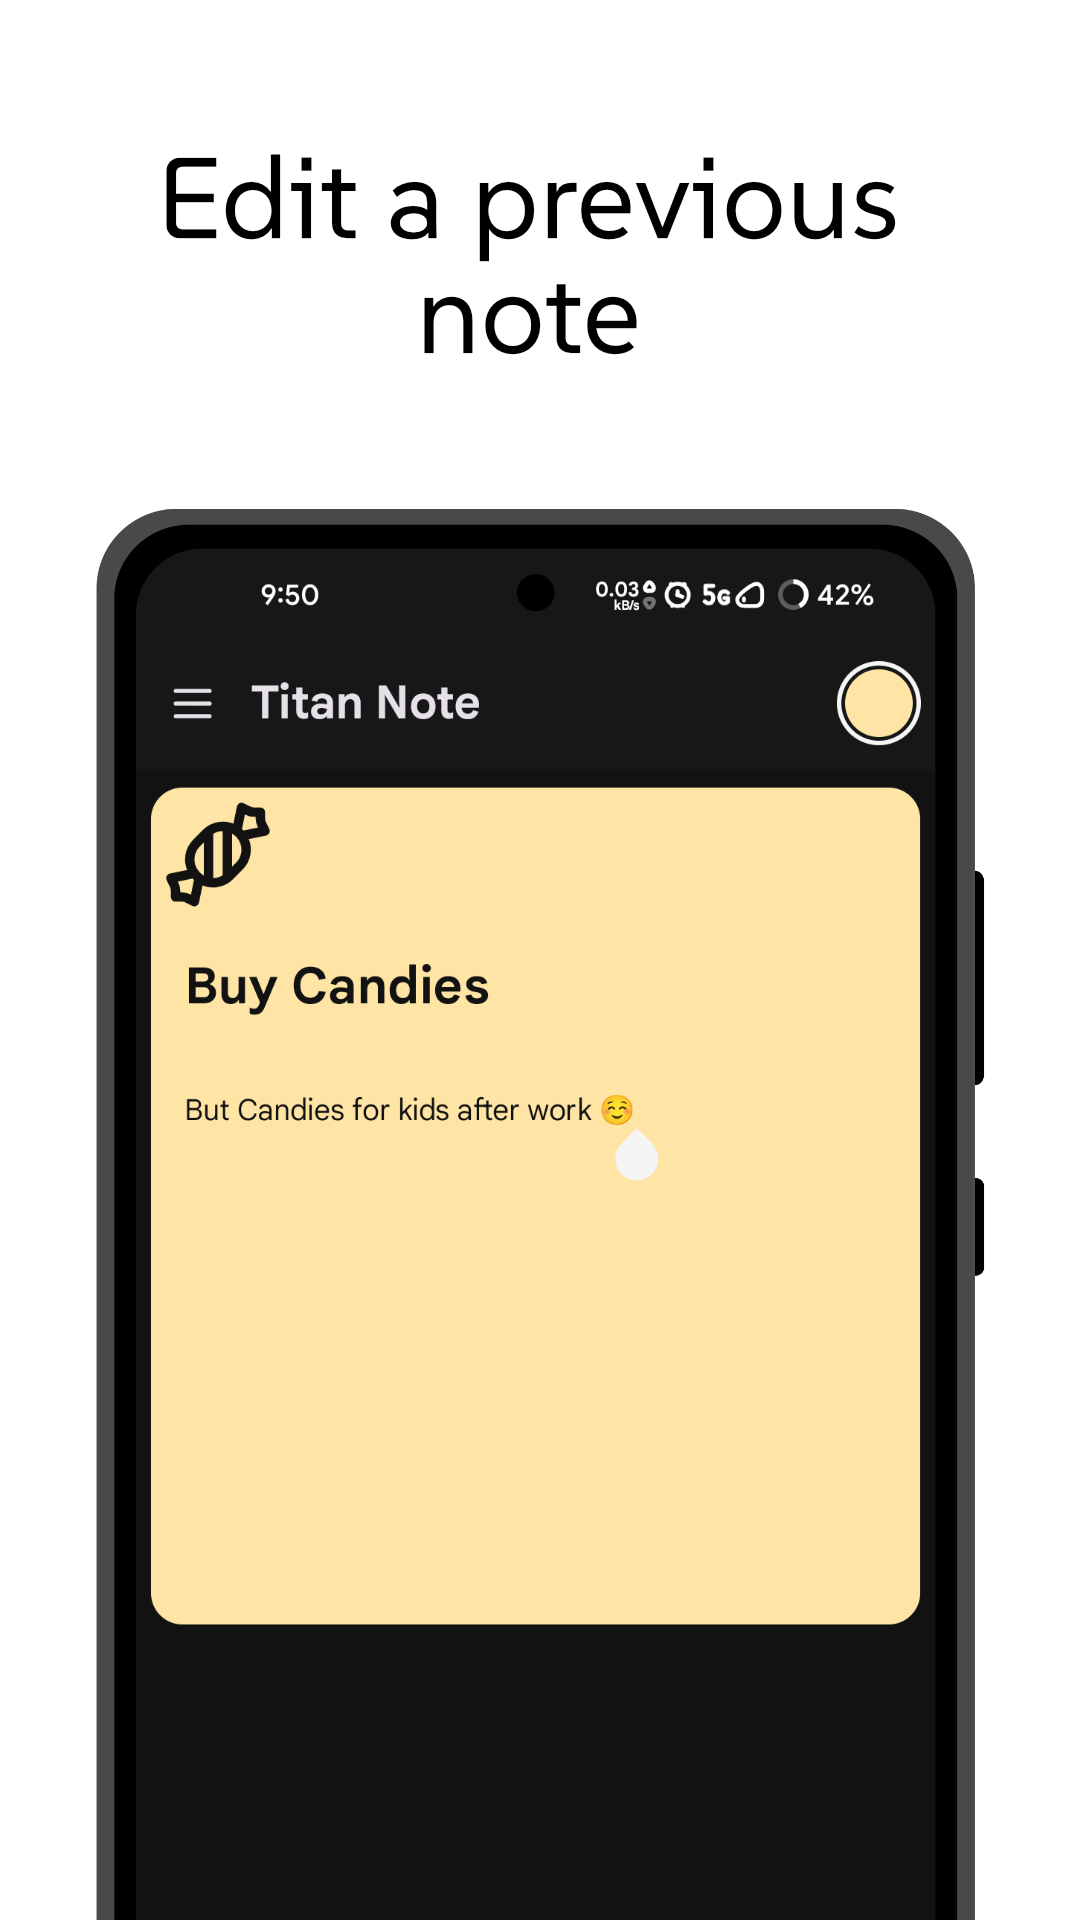 Edit a previous
note
9:50
0.03
kB/s
5G
42%
Titan Note
Buy Candies
But Candies for kids after work ☺️